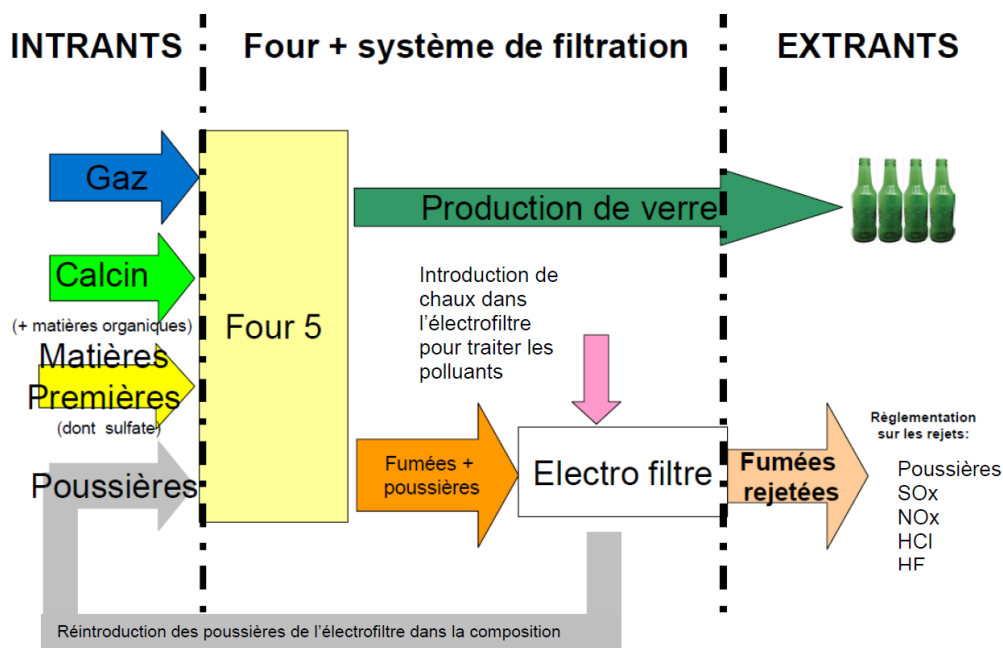 INTRANTS
Four + système de filtration
EXTRANTS
Gaz
Production de verre
Calcin
(+ matières organiques)
Introduction de
chaux dans
l'électrofiltre
pour traiter les
polluants
Four 5
Matières
Premières
(dont sulfate)
Poussières
Fumées +
poussières
Electro filtre
Fumées
rejetées
Règlementation
sur les rejets:
Poussières
SOx
NOx
HCl
HF
Réintroduction des poussières de l'électrofiltre dans la composition